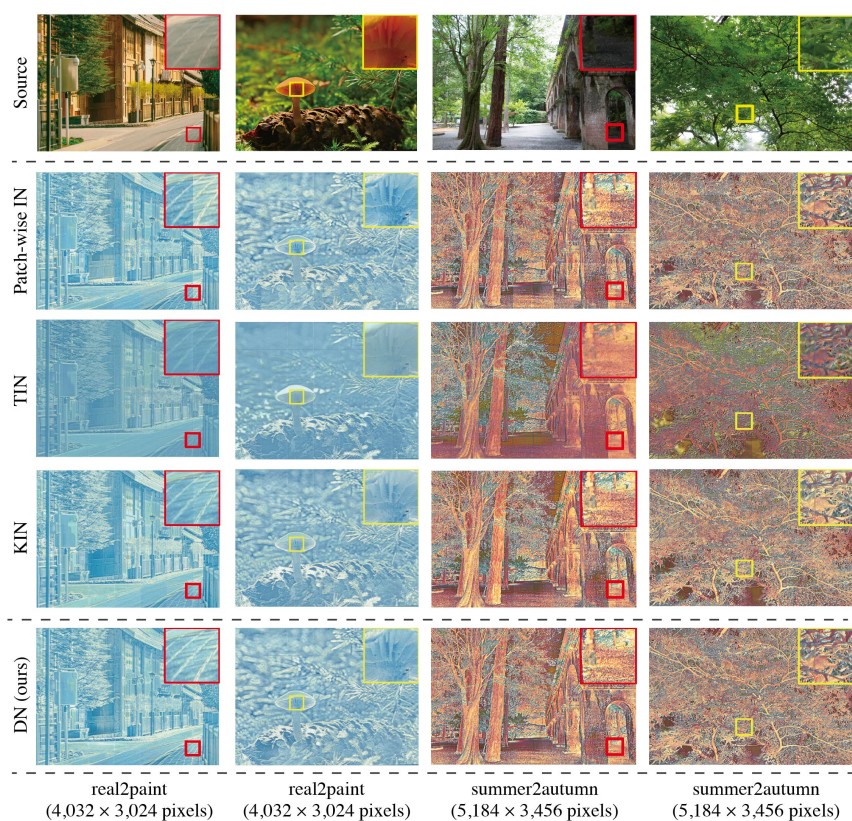 Source
Patch-wise IN
TIN
KIN
DN (ours)
real2paint real2paint summer2autumn summer2autumn
(4,032 × 3,024 pixels) (4,032 × 3,024 pixels) (5,184 × 3,456 pixels) (5,184 × 3,456 pixels)